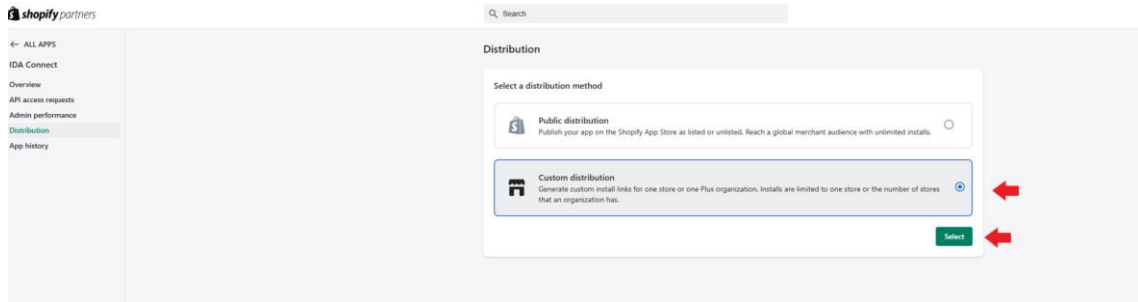 shopify partners
Search
← ALL APPS
IDA Connect
Overview
API access requests
Admin performance
Distribution
App history
Distribution
Select a distribution method
Public distribution
Publish your app on the Shopify App Store as listed or unlisted. Reach a global merchant audience with unlimited installs.
Custom distribution
Generate custom install links for one store or one Plus organization. Installs are limited to one store or the number of stores
that an organization has.
Select